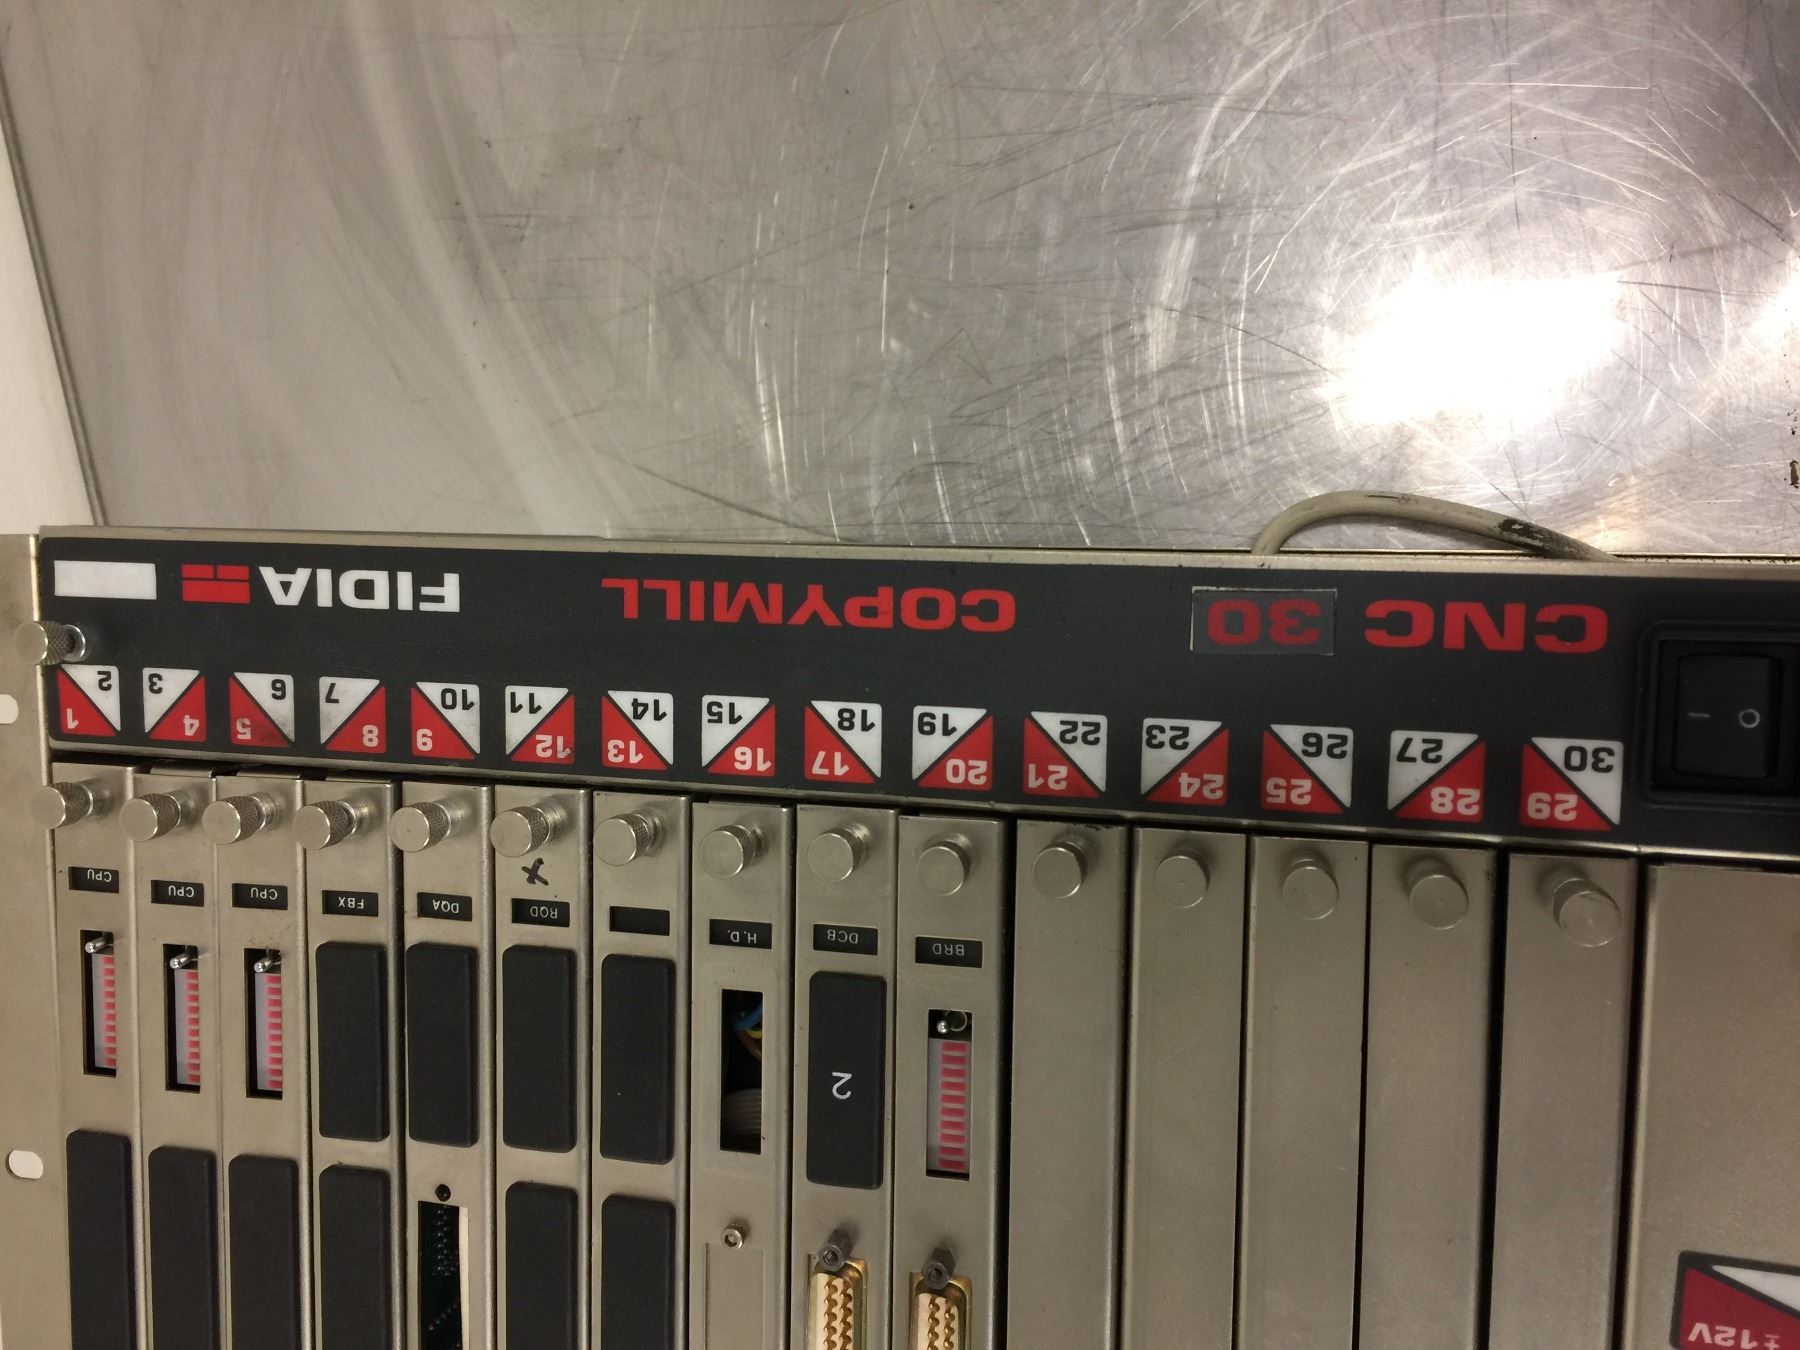 ±12V
2
BRD DCB H.D. RQD DQA FBX CPU CPU CPU
29 28 25 24 21 20 17 16 13 12 9 8 5 4 1
30 27 26 23 22 19 18 15 14 11 10 7 6 3 2
O I
CNC 30 COPYMILL FIDIA